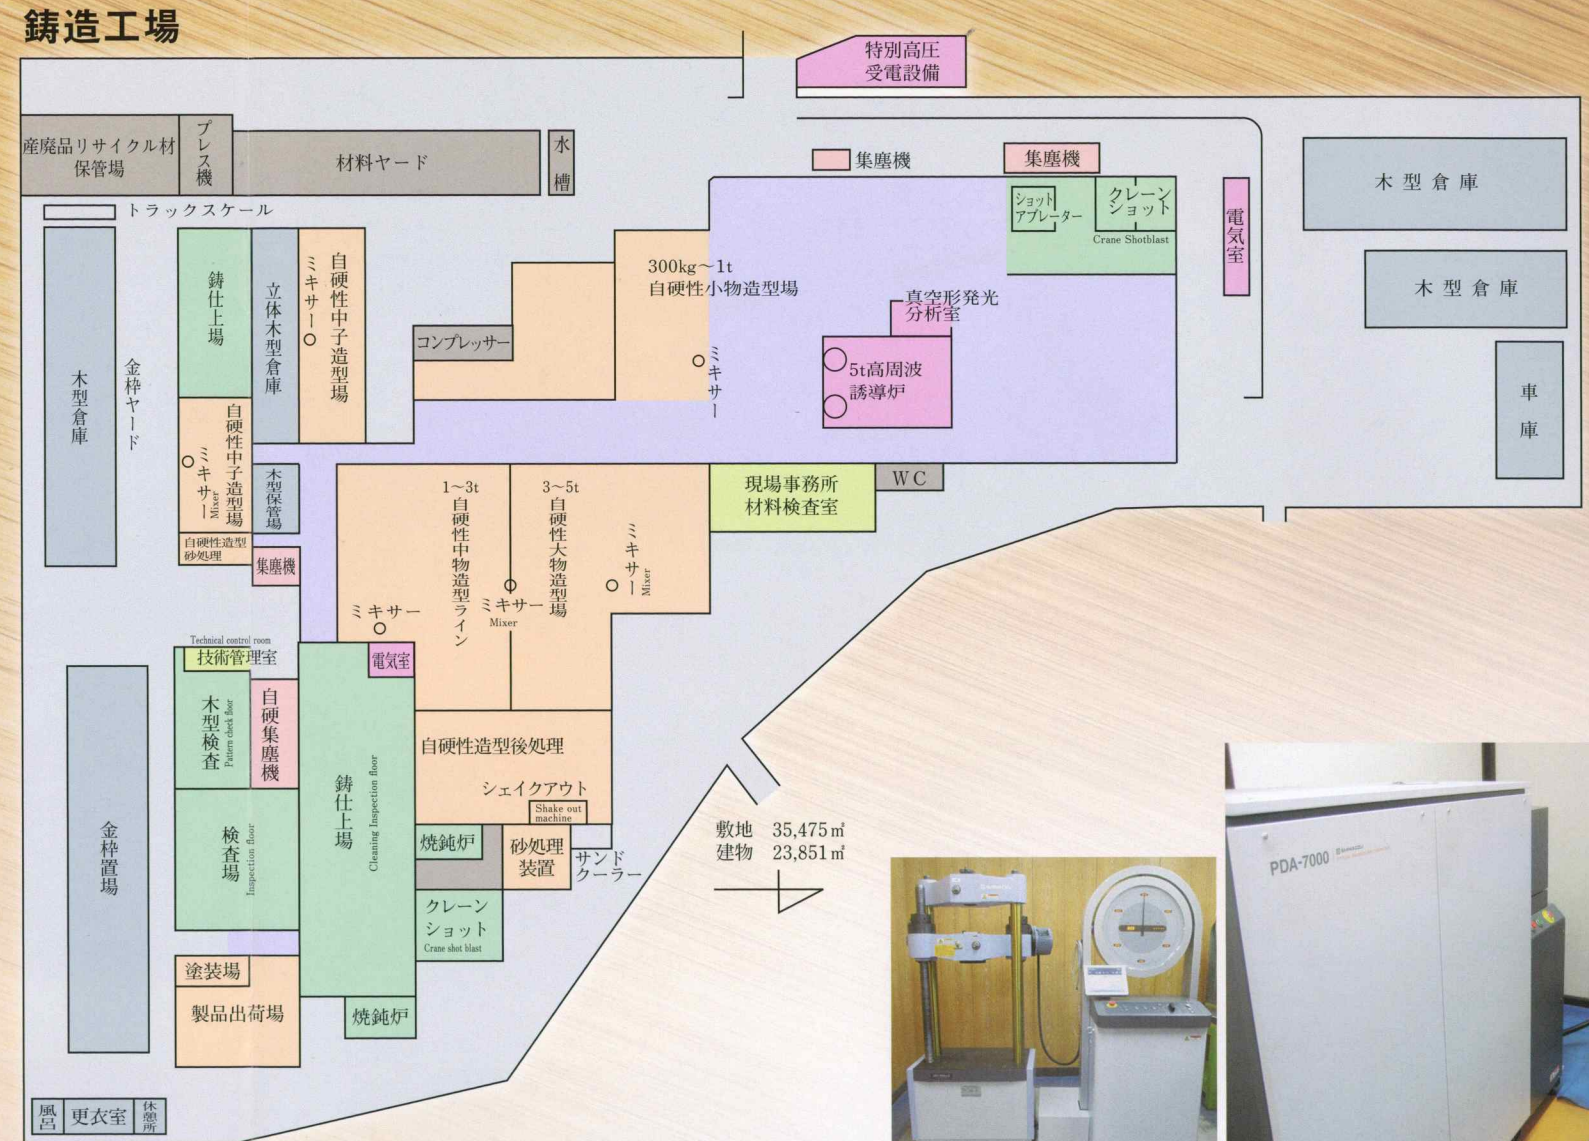 鋳造工場
特別高圧
受電設備
産廃品リサイクル材
保管場
プレス機
材料ヤード
水槽
集塵機
集塵機
木型倉庫
トラックスケール
ショット
アブレーター
クレーン
ショット
Crane Shotblast
電気室
木型倉庫
木型倉庫
金枠ヤード
鋳仕上場
立体木型倉庫
ミキサー
自硬性中子造型場
コンプレッサー
300kg～1t
自硬性小物造型場
ミキサー
真空形発光
分析室
5t高周波
誘導炉
車庫
自硬性中子造型場
ミキサー
Mixer
木型保管場
自硬性造型
砂処理
集塵機
1～3t
自硬性中物造型ライン
3～5t
自硬性大物造型場
ミキサー
Mixer
ミキサー
Mixer
ミキサー
現場事務所
材料検査室
WC
Technical control room
技術管理室
電気室
木型検査
Pattern check floor
自硬集塵機
鋳仕上場
Cleaning Inspection floor
自硬性造型後処理
シェイクアウト
Shake out
machine
金枠置場
検査場
Inspection floor
焼鈍炉
砂処理
装置
サンド
クーラー
敷地 35,475㎡
建物 23,851㎡
クレーン
ショット
Crane shot blast
塗装場
製品出荷場
焼鈍炉
風呂
更衣室
休憩所
PDA-7000